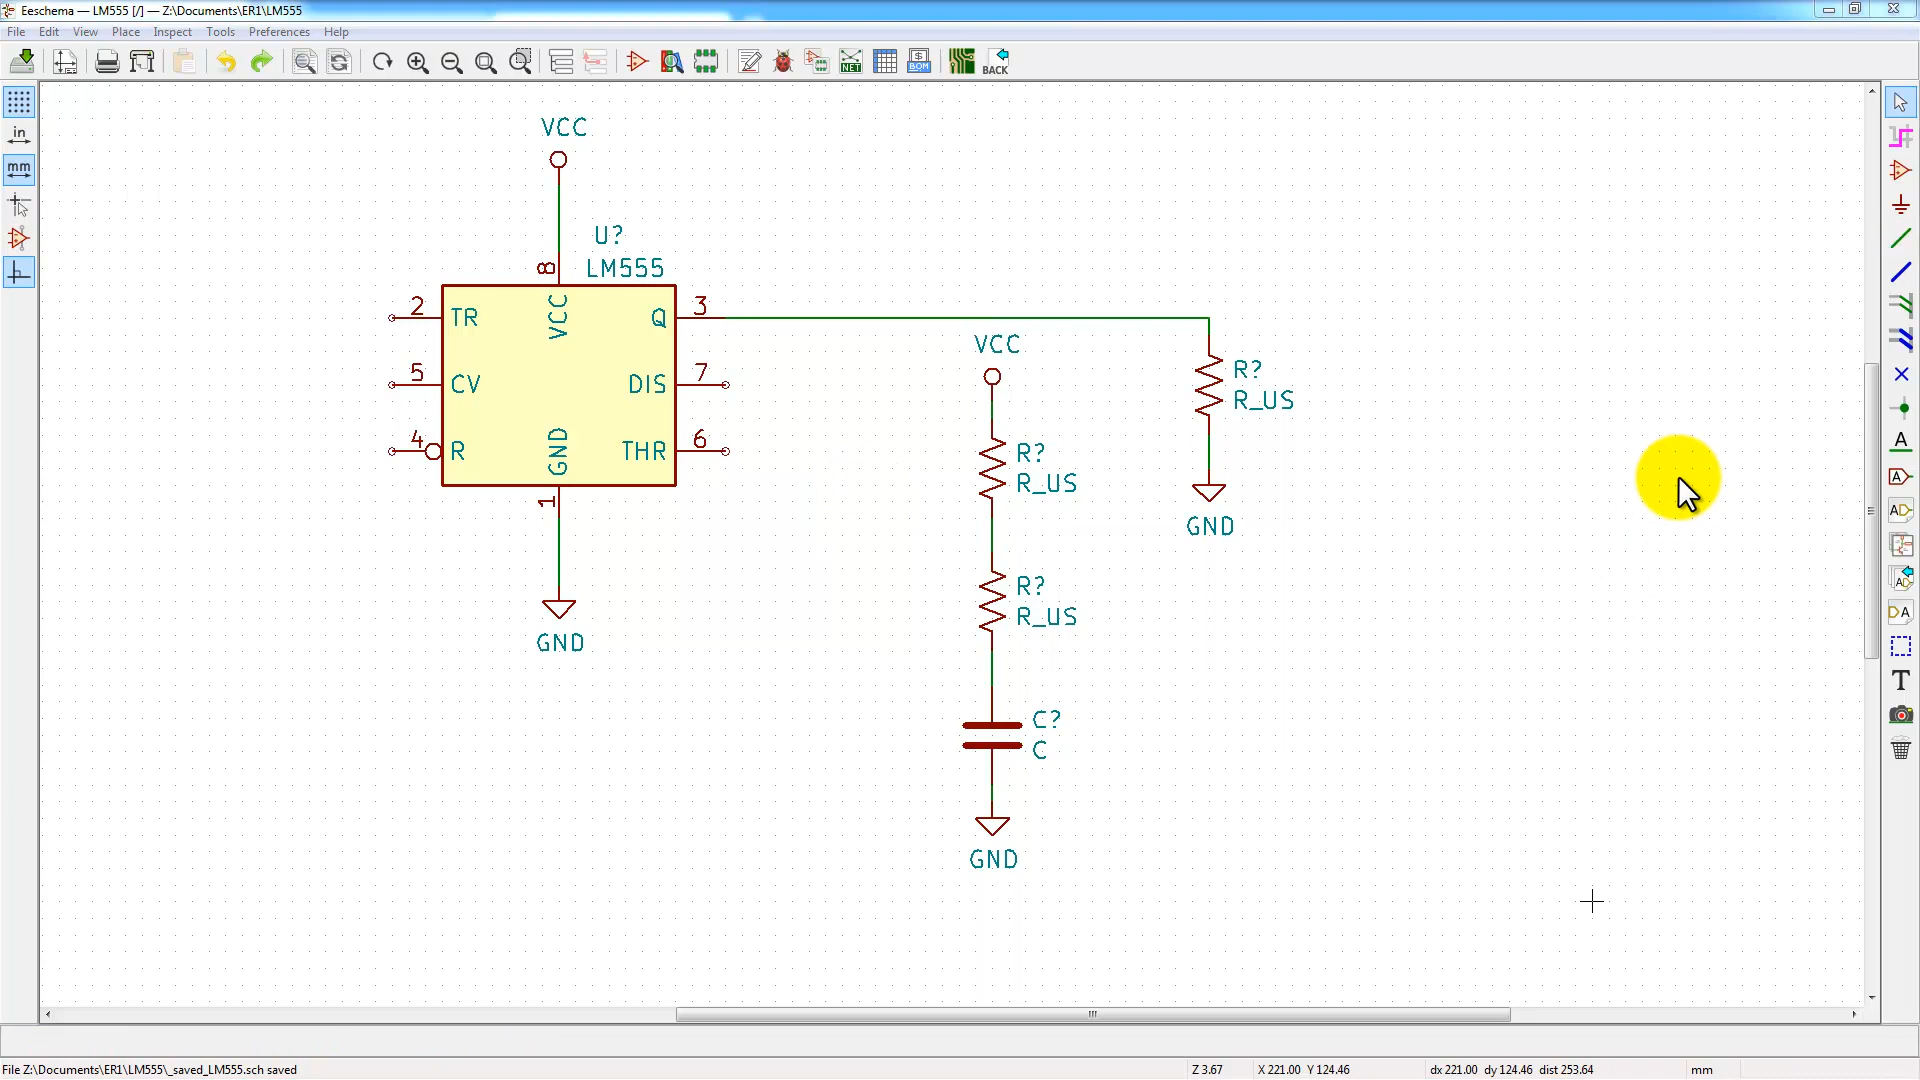 Eeschema — LM555 [/] — Z:\Documents\ER1\LM555
File Edit View Place Inspect Tools Preferences Help
NET
BOM
BACK
in
mm
VCC
U?
LM555
8
2 TR
VCC
Q 3
5 CV
DIS 7
4 R
GND
THR 6
1
GND
VCC
R?
R_US
R?
R_US
GND
R?
R_US
C?
C
GND
A
A
A
A
A
T
File Z:\Documents\ER1\LM555\_saved_LM555.sch saved
Z 3.67
X 221.00 Y 124.46
dx 221.00 dy 124.46 dist 253.64
mm